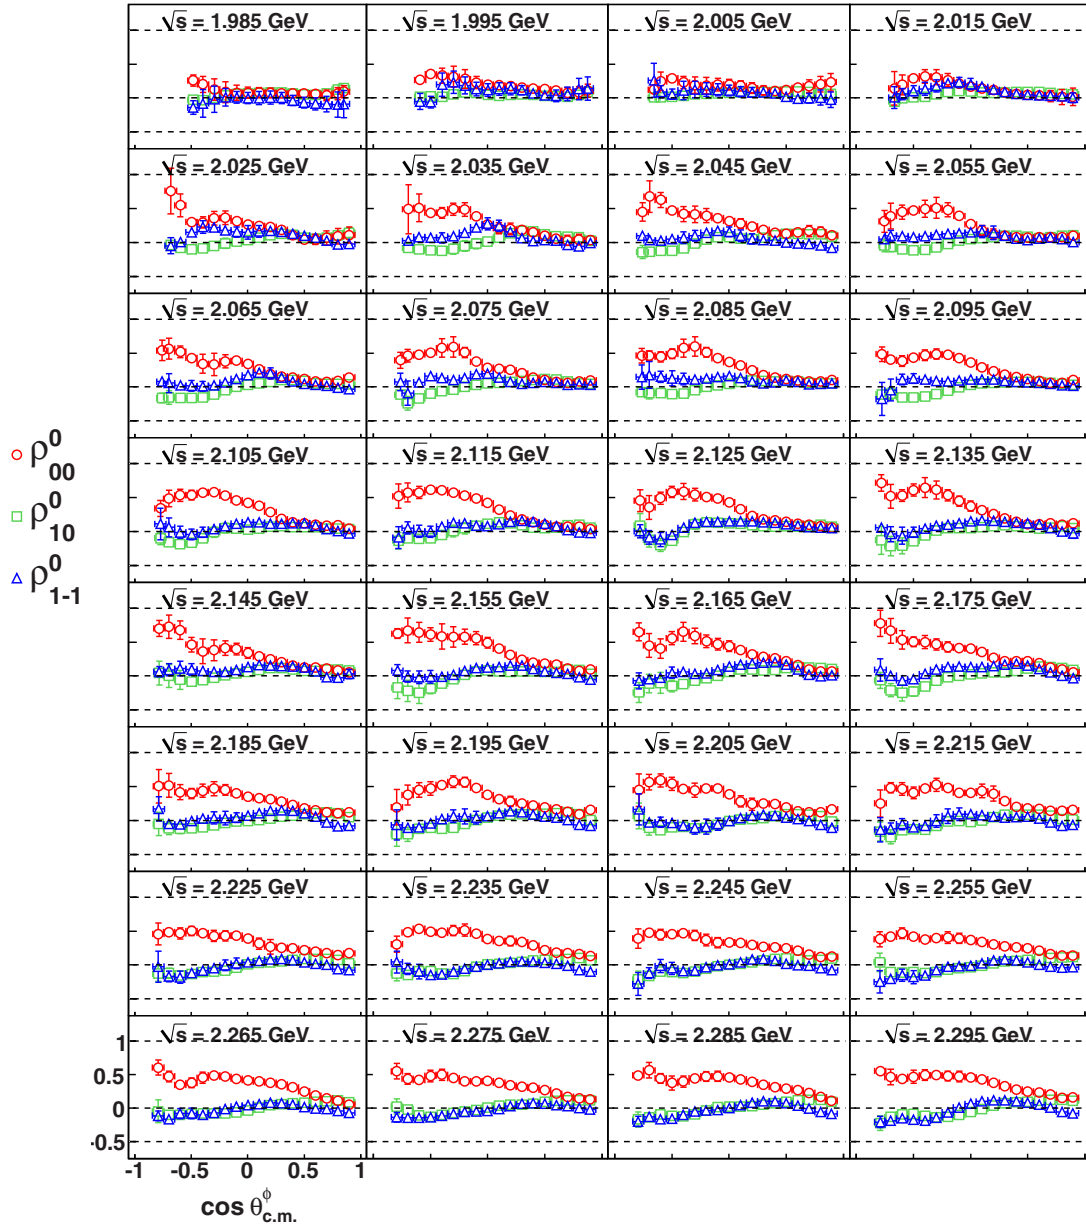 √s = 1.985 GeV √s = 1.995 GeV √s = 2.005 GeV √s = 2.015 GeV
√s = 2.025 GeV √s = 2.035 GeV √s = 2.045 GeV √s = 2.055 GeV
√s = 2.065 GeV √s = 2.075 GeV √s = 2.085 GeV √s = 2.095 GeV
ρ⁰₀₀
√s = 2.105 GeV √s = 2.115 GeV √s = 2.125 GeV √s = 2.135 GeV
ρ⁰₁₀
ρ⁰₁₋₁
√s = 2.145 GeV √s = 2.155 GeV √s = 2.165 GeV √s = 2.175 GeV
√s = 2.185 GeV √s = 2.195 GeV √s = 2.205 GeV √s = 2.215 GeV
√s = 2.225 GeV √s = 2.235 GeV √s = 2.245 GeV √s = 2.255 GeV
√s = 2.265 GeV √s = 2.275 GeV √s = 2.285 GeV √s = 2.295 GeV
1
0.5
0
-0.5
-1 -0.5 0 0.5 1
cos θ^ϕ_c.m.